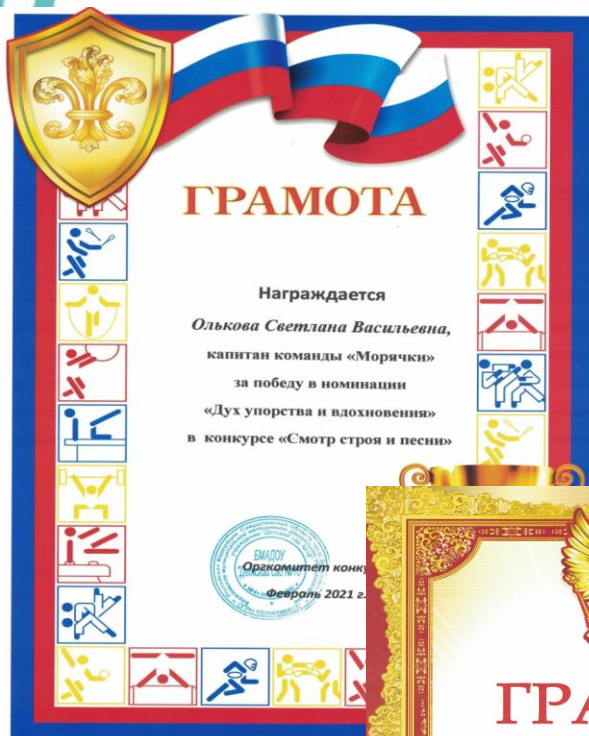 ГРАМОТА
Награждается
Олькова Светлана Васильевна,
капитан команды «Морячки»
за победу в номинации
«Дух упорства и вдохновения»
в конкурсе «Смотр строя и песни»
БМАДОУ
Оргкомитет конку
Февраль 2021 г.
ГРА